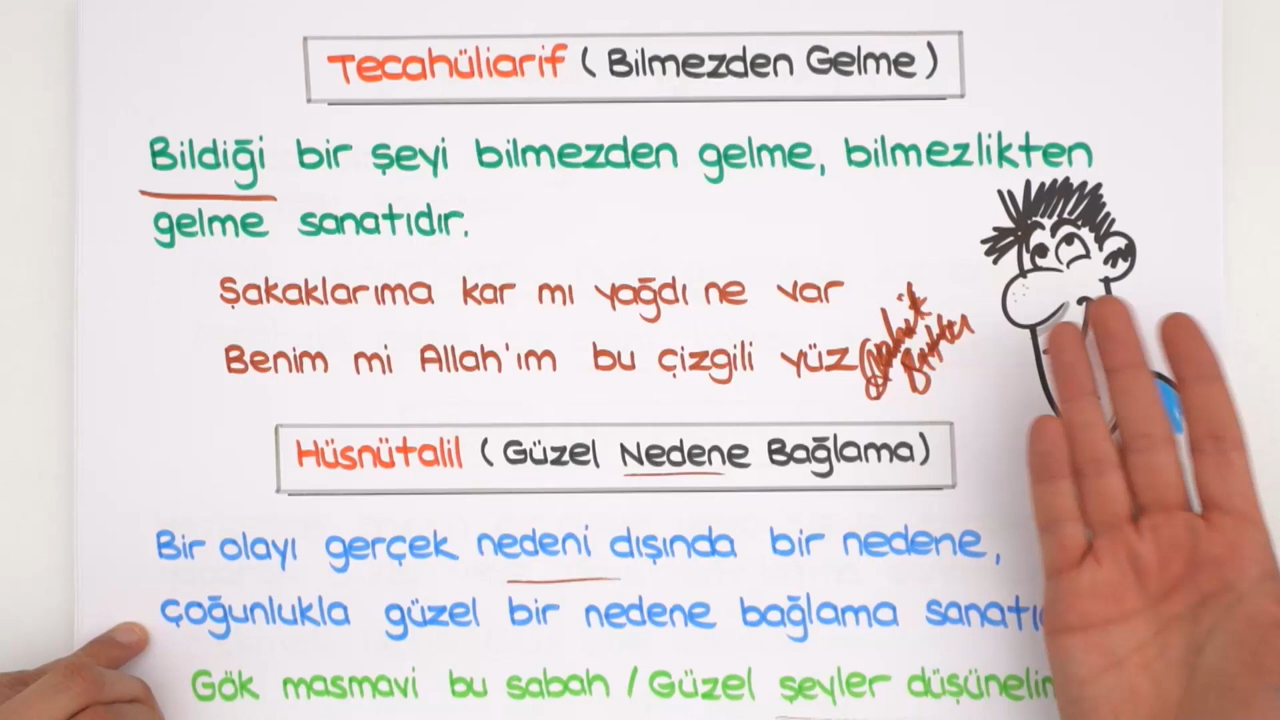 Tecahüliarif (Bilmezden Gelme)
Bildiği bir şeyi bilmezden gelme, bilmezlikten
gelme sanatıdır.
Şakaklarıma kar mı yağdı ne var
Benim mi Allah'ım bu çizgili yüz
Hüsnütalil (Güzel Nedene Bağlama)
Bir olayı gerçek nedeni dışında bir nedene,
çoğunlukla güzel bir nedene bağlama
Gök masmavi bu sabah / Güzel şeyler